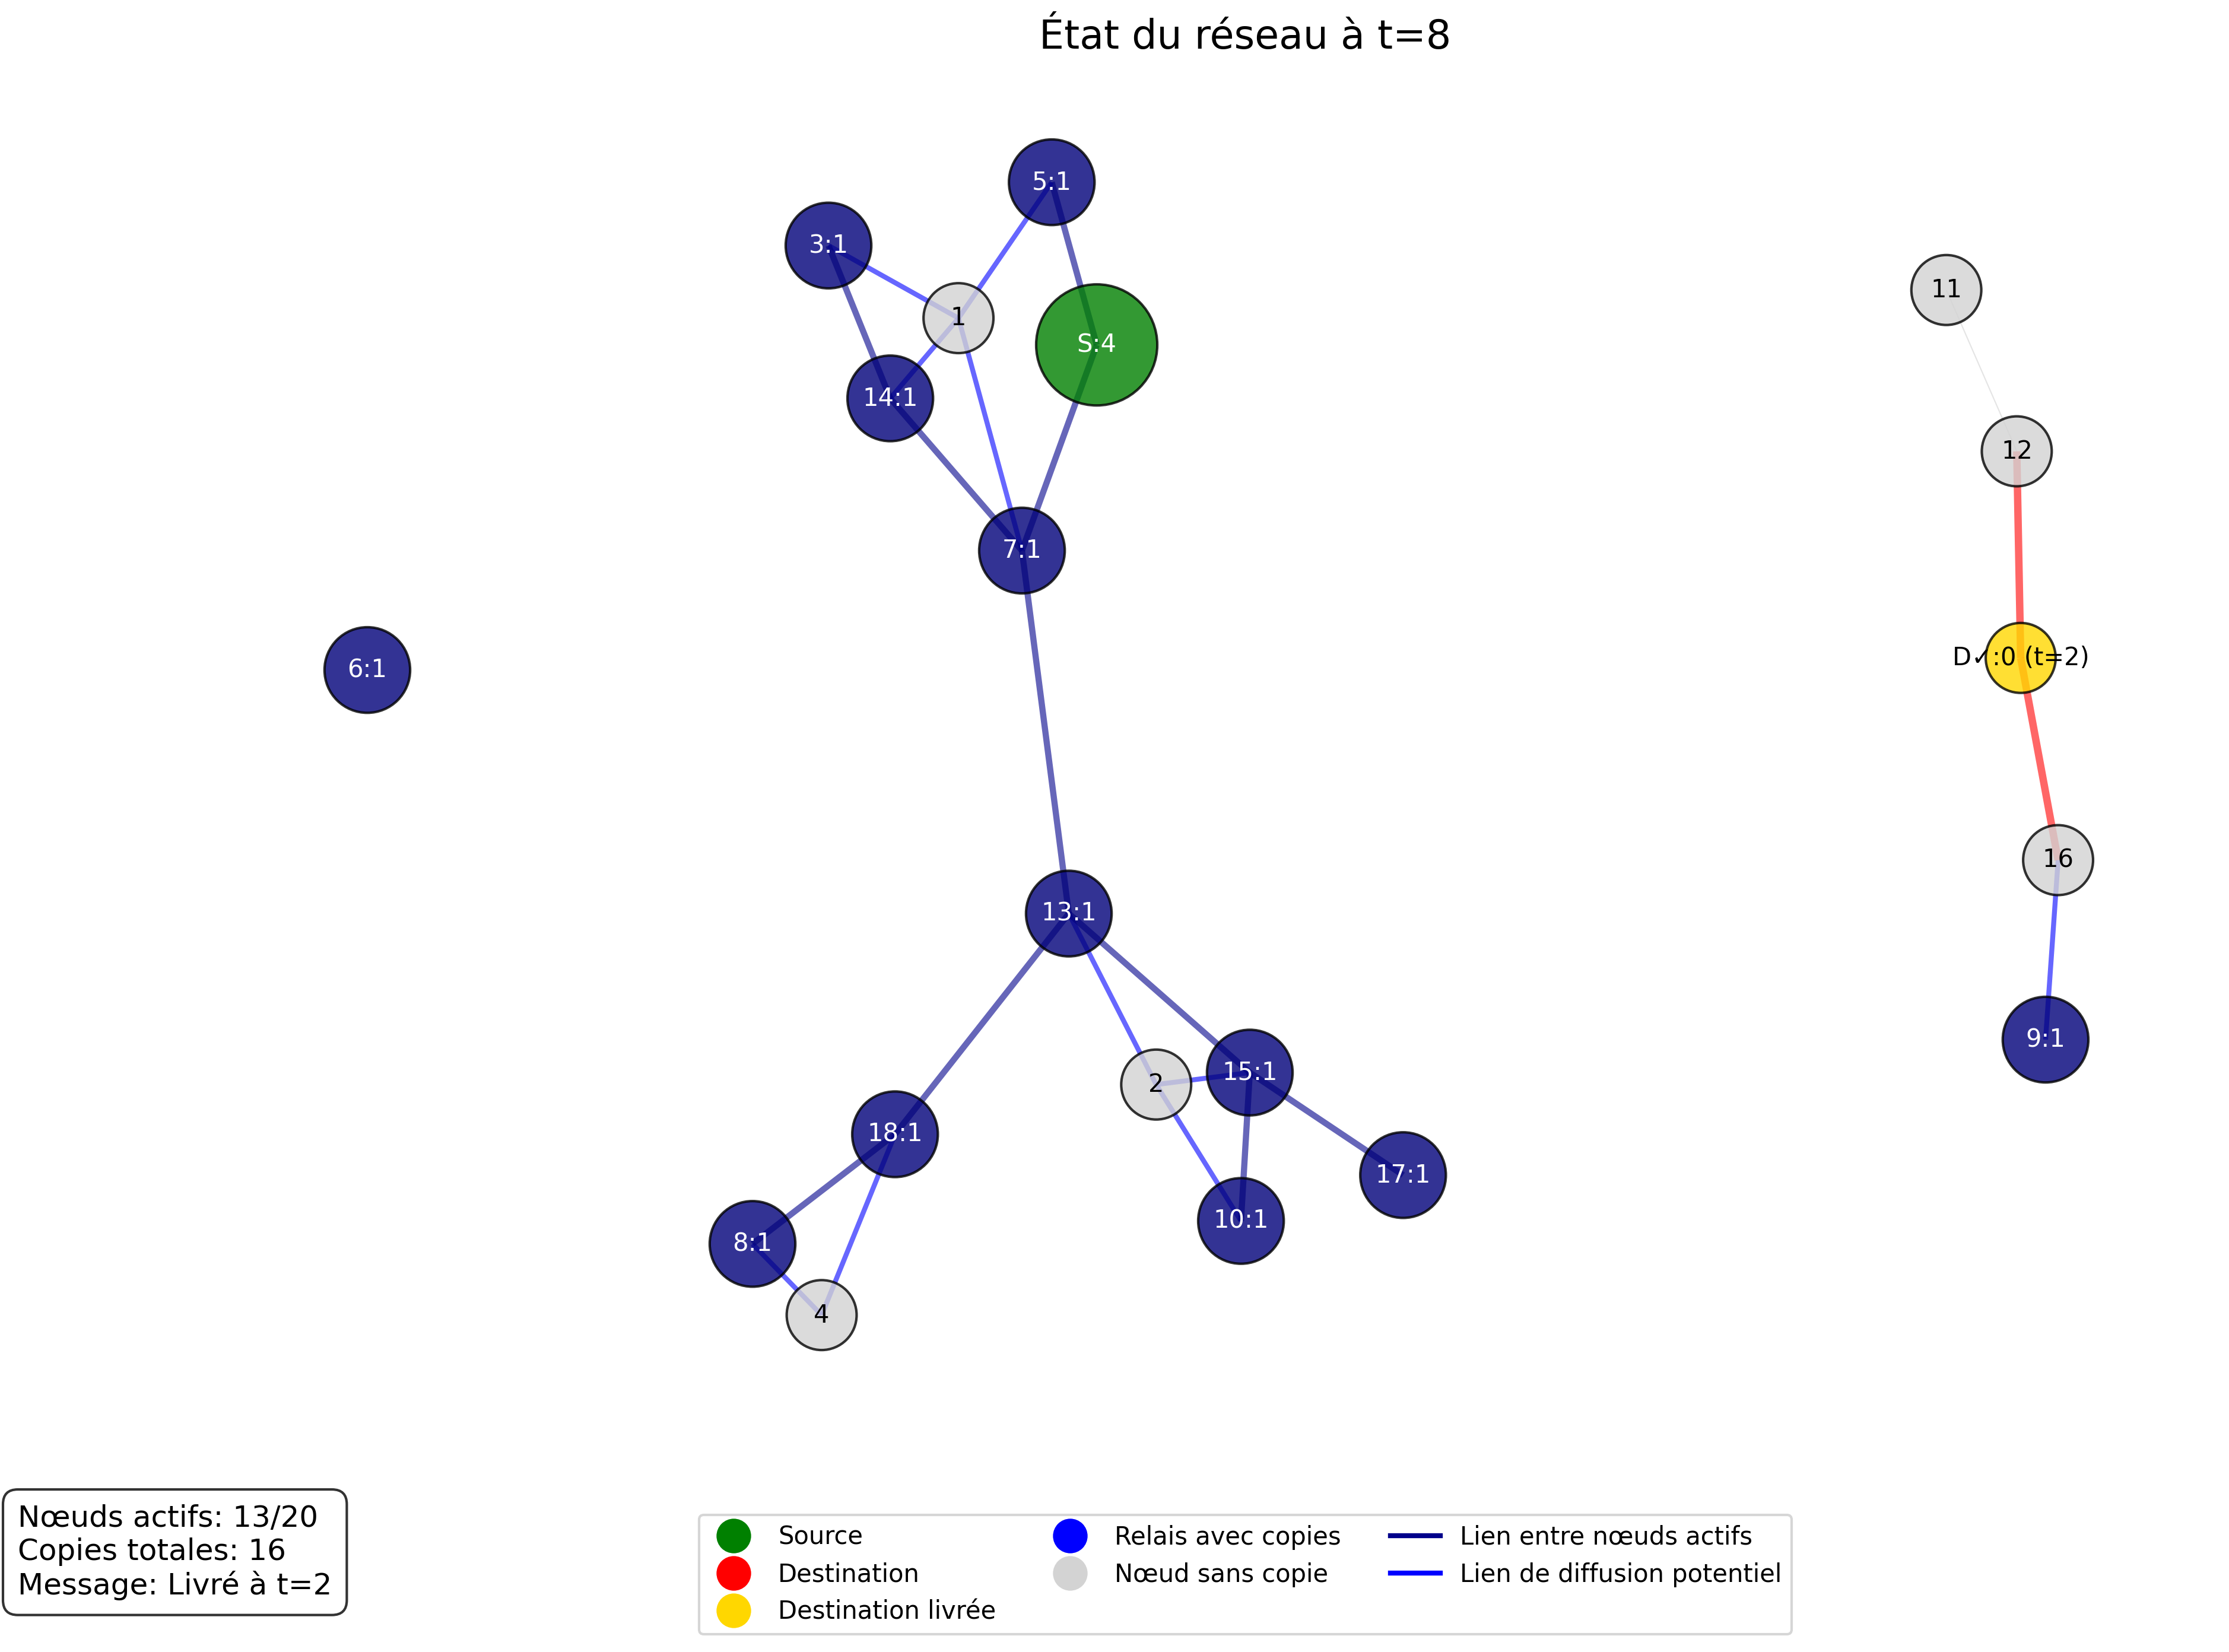 État du réseau à t=8
5:1
3:1
11
1
S:4
14:1
12
7:1
D✓:0 (t=2)
6:1
16
13:1
9:1
15:1
2
18:1
17:1
10:1
8:1
4
Nœuds actifs: 13/20
Copies totales: 16
Message: Livré à t=2
Source
Destination
Destination livrée
Relais avec copies
Nœud sans copie
Lien entre nœuds actifs
Lien de diffusion potentiel